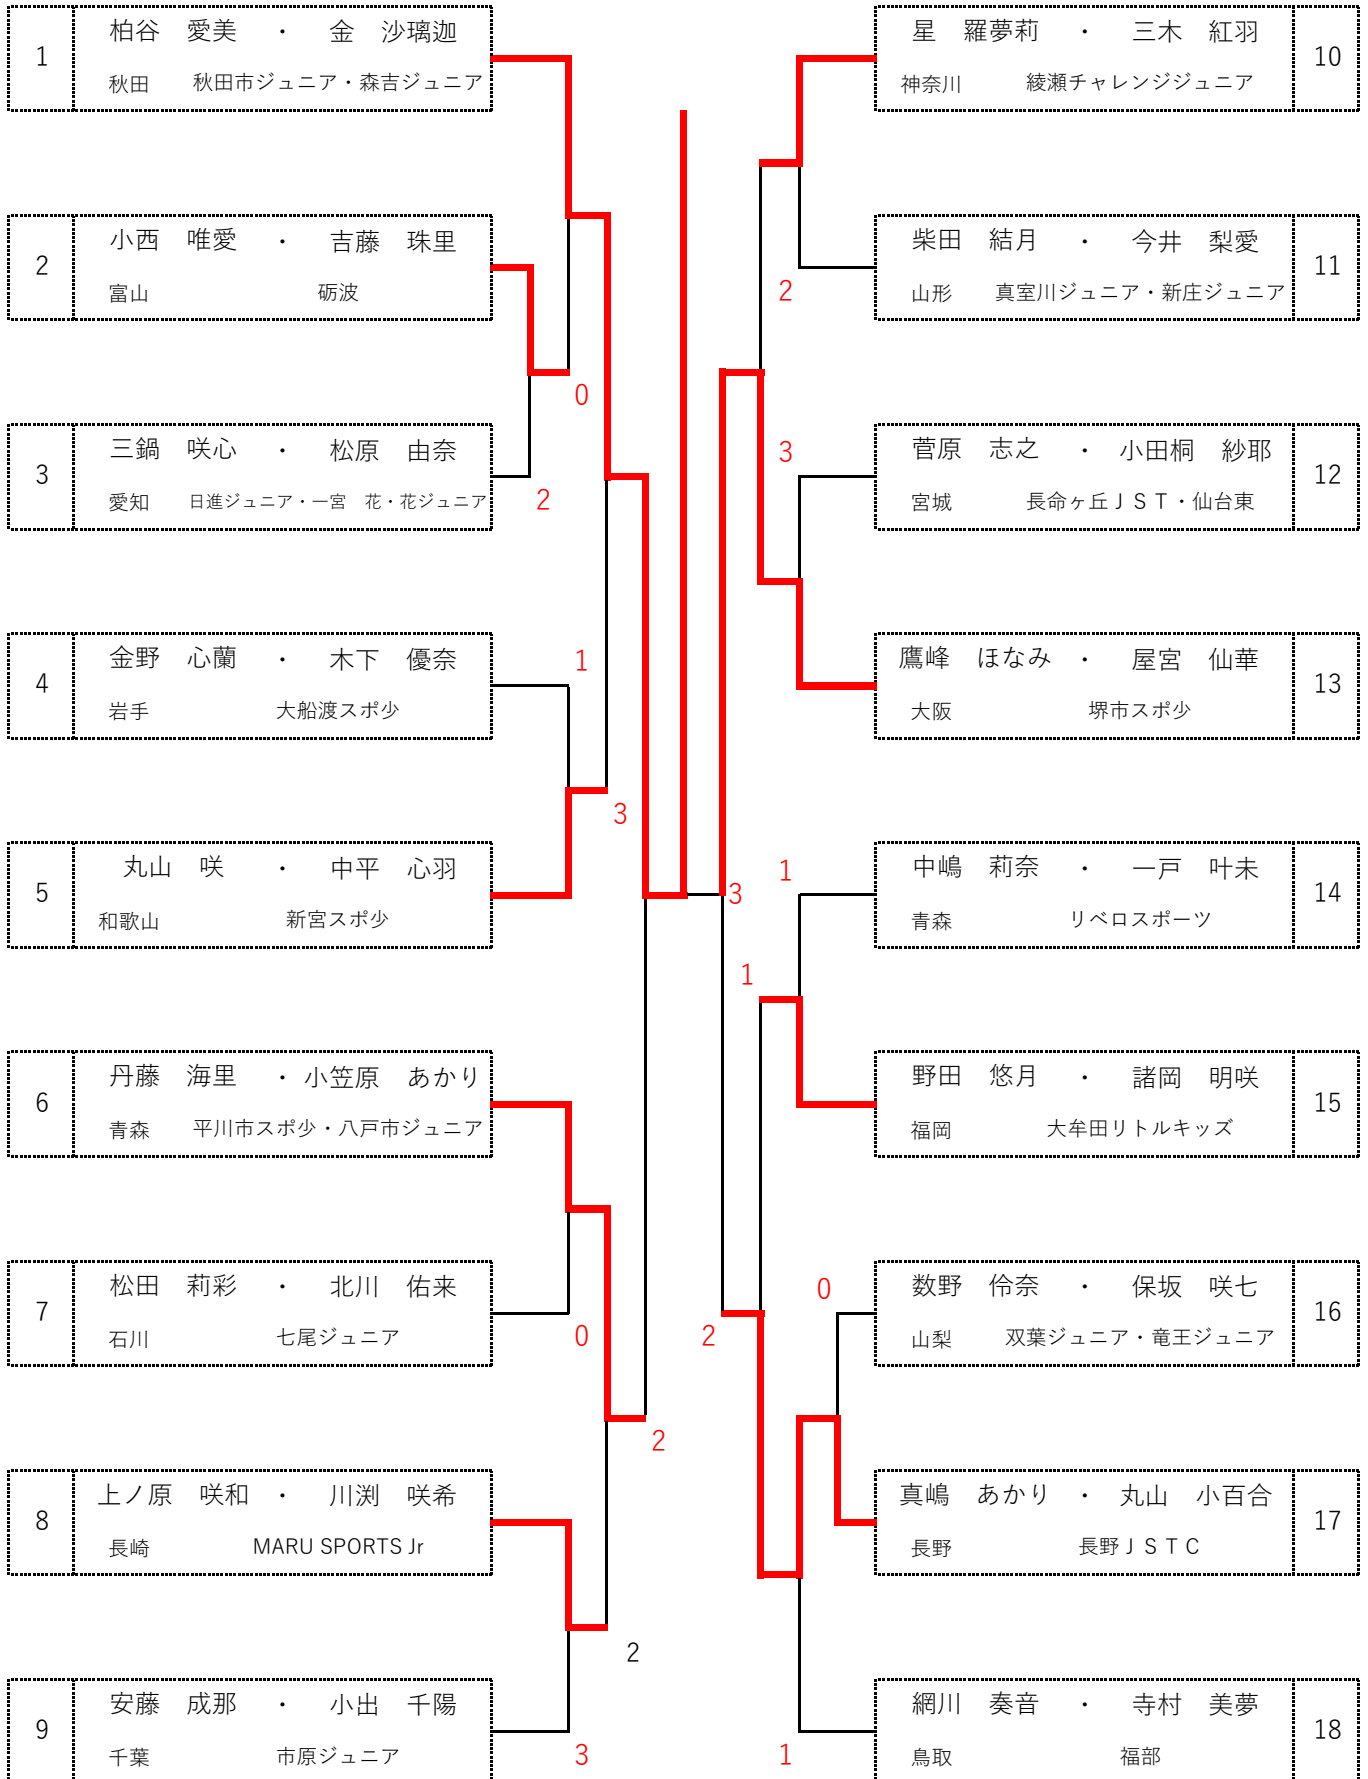 1
柏谷　愛美　・　金　沙璃迦
秋田　秋田市ジュニア・森吉ジュニア
2
小西　唯愛　・　吉藤　珠里
富山　砺波
0
3
三鍋　咲心　・　松原　由奈
愛知　日進ジュニア・一宮　花・花ジュニア
2
4
金野　心蘭　・　木下　優奈
岩手　大船渡スポ少
1
5
丸山　咲　・　中平　心羽
和歌山　新宮スポ少
3
6
丹藤　海里　・　小笠原　あかり
青森　平川市スポ少・八戸市ジュニア
7
松田　莉彩　・　北川　佑来
石川　七尾ジュニア
0
2
8
上ノ原　咲和　・　川渕　咲希
長崎　MARU SPORTS Jr
2
9
安藤　成那　・　小出　千陽
千葉　市原ジュニア
3
星　羅夢莉　・　三木　紅羽
10
神奈川　綾瀬チャレンジジュニア
柴田　結月　・　今井　梨愛
11
山形　真室川ジュニア・新庄ジュニア
2
3
菅原　志之　・　小田桐　紗耶
12
宮城　長命ヶ丘ＪＳＴ・仙台東
鷹峰　ほなみ　・　屋宮　仙華
13
大阪　堺市スポ少
1
3
中嶋　莉奈　・　一戸　叶未
14
青森　リベロスポーツ
1
野田　悠月　・　諸岡　明咲
15
福岡　大牟田リトルキッズ
0
2
数野　伶奈　・　保坂　咲七
16
山梨　双葉ジュニア・竜王ジュニア
真嶋　あかり　・　丸山　小百合
17
長野　長野ＪＳＴＣ
網川　奏音　・　寺村　美夢
18
鳥取　福部
1